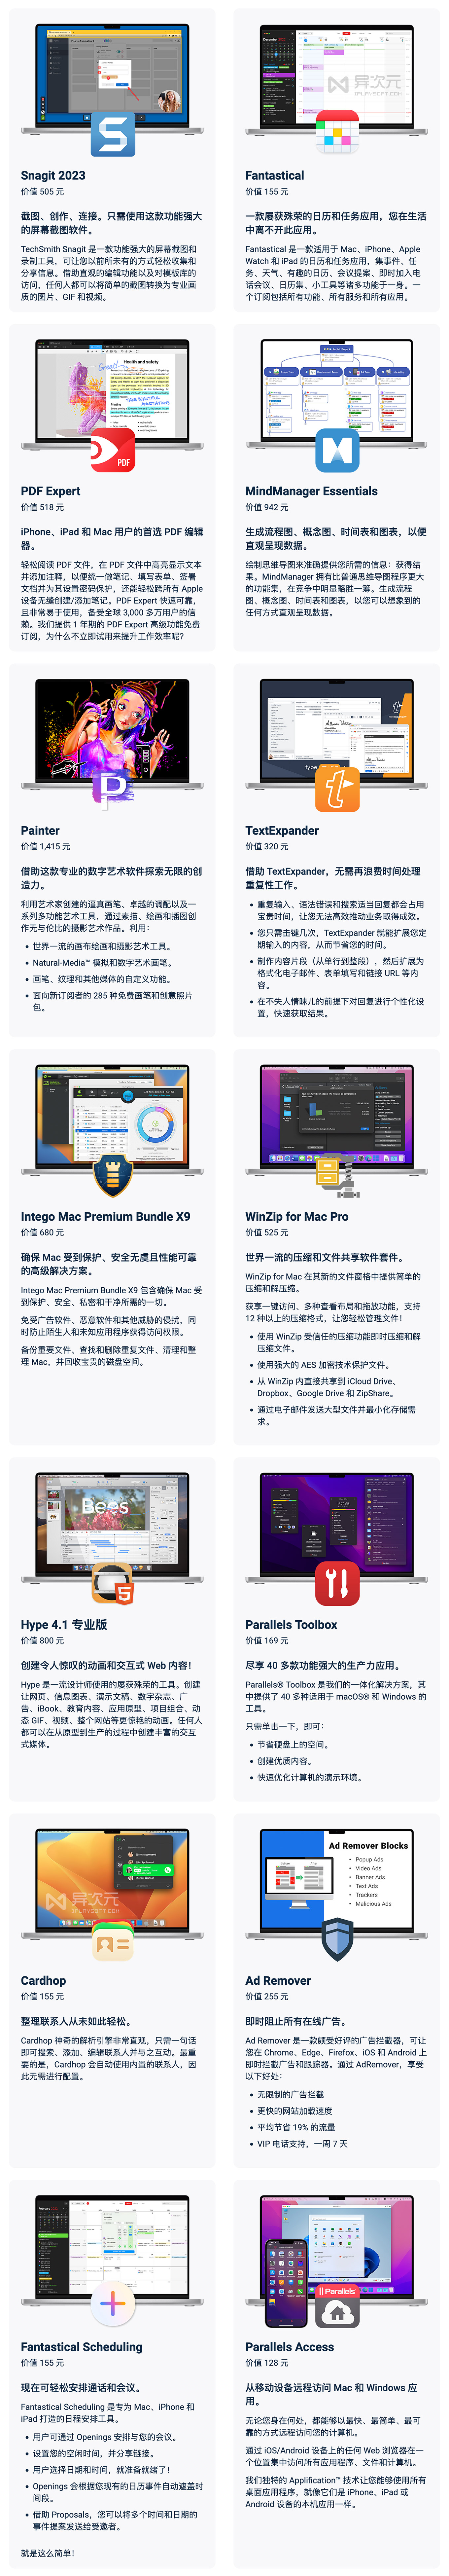 Snagit 2023
价值 505 元
截图、创作、连接。只需使用这款功能强大
的屏幕截图软件。
TechSmith Snagit 是一款功能强大的屏幕截图和
录制工具，可让您以前所未有的方式轻松收集和
分享信息。借助直观的编辑功能以及对模板库的
访问，任何人都可以将简单的截图转换为专业画
质的图片、GIF 和视频。
异次元
IPLAYSOFT.COM
Fantastical
价值 155 元
一款屡获殊荣的日历和任务应用，您在生活
中离不开此应用。
Fantastical 是一款适用于 Mac、iPhone、Apple
Watch 和 iPad 的日历和任务应用，集事件、任
务、天气、有趣的日历、会议提案、即时加入电
话会议、日历集、小工具等诸多功能于一身。一
个订阅包括所有功能、所有服务和所有应用。
Health and safety
Great!
PDF
PDF Expert
价值 518 元
iPhone、iPad 和 Mac 用户的首选 PDF 编辑
器。
轻松阅读 PDF 文件，在 PDF 文件中高亮显示文本
并添加注释，以便统一做笔记、填写表单、签署
文档并为其设置密码保护，还能轻松跨所有 Apple
设备无缝创建/添加笔记。PDF Expert 快速可靠，
且非常易于使用，备受全球 3,000 多万用户的信
赖。我们提供 1 年期的 PDF Expert 高级功能免费
订阅，为什么不立即试用来提升工作效率呢?
MindManager Essentials
价值 942 元
生成流程图、概念图、时间表和图表，以便
直观呈现数据。
绘制思维导图来准确提供您所需的信息：获得结
果。MindManager 拥有比普通思维导图程序更大
的功能集，在竞争中明显略胜一筹。生成流程
图、概念图、时间表和图表，以您可以想象到的
任何方式直观呈现数据。
Painter
价值 1,415 元
借助这款专业的数字艺术软件探索无限的创
造力。
利用艺术家创建的逼真画笔、卓越的调配以及一
系列多功能艺术工具，通过素描、绘画和插图创
作无与伦比的摄影艺术作品。利用：
• 世界一流的画布绘画和摄影艺术工具。
• Natural-Media™ 模拟和数字艺术画笔。
• 画笔、纹理和其他媒体的自定义功能。
• 面向新订阅者的 285 种免费画笔和创意照片
包。
TextExpander
价值 320 元
借助 TextExpander，无需再浪费时间处理
重复性工作。
• 重复输入、语法错误和搜索适当回复都会占用
宝贵时间，让您无法高效推动业务取得成效。
• 您只需击键几次，TextExpander 就能扩展您定
期输入的内容，从而节省您的时间。
• 制作内容片段（从单行到整段），然后扩展为
格式化电子邮件、表单填写和链接 URL 等内
容。
• 在不失人情味儿的前提下对回复进行个性化设
置，快速获取结果。
Intego Mac Premium Bundle X9
价值 680 元
确保 Mac 受到保护、安全无虞且性能可靠
的高级解决方案。
Intego Mac Premium Bundle X9 包含确保 Mac 受
到保护、安全、私密和干净所需的一切。
免受广告软件、恶意软件和其他威胁的侵扰，同
时防止陌生人和未知应用程序获得访问权限。
备份重要文件、查找和删除重复文件、清理和整
理 Mac，并回收宝贵的磁盘空间。
WinZip for Mac Pro
价值 525 元
世界一流的压缩和文件共享软件套件。
WinZip for Mac 在其新的文件窗格中提供简单的
压缩和解压缩。
获享一键访问、多种查看布局和拖放功能，支持
12 种以上的压缩格式，让您轻松管理文件！
• 使用 WinZip 受信任的压缩功能即时压缩和解
压缩文件。
• 使用强大的 AES 加密技术保护文件。
• 从 WinZip 内直接共享到 iCloud Drive、
Dropbox、Google Drive 和 ZipShare。
• 通过电子邮件发送大型文件并最小化存储需
求。
Bees
Hype 4.1 专业版
价值 800 元
创建令人惊叹的动画和交互式 Web 内容！
Hype 是一流设计师使用的屡获殊荣的工具。创建
让网页、信息图表、演示文稿、数字杂志、广
告、iBook、教育内容、应用原型、项目组合、动
态 GIF、视频、整个网站等更惊艳的动画。任何人
都可以在从原型到生产的过程中创建丰富的交互
式媒体。
Parallels Toolbox
价值 169 元
尽享 40 多款功能强大的生产力应用。
Parallels® Toolbox 是我们的一体化解决方案，其
中提供了 40 多种适用于 macOS® 和 Windows 的
工具。
只需单击一下，即可：
• 节省硬盘上的空间。
• 创建优质内容。
• 快速优化计算机的演示环境。
异次元
IPLAYSOFT.COM
Cardhop
价值 155 元
整理联系人从未如此轻松。
Cardhop 神奇的解析引擎非常直观，只需一句话
即可搜索、添加、编辑联系人并与之互动。最重
要的是，Cardhop 会自动使用内置的联系人，因
此无需进行配置。
Ad Remover Blocks
• Popup Ads
• Video Ads
• Banner Ads
• Text Ads
• Trackers
• Malicious Ads
Ad Remover
价值 255 元
即时阻止所有在线广告。
Ad Remover 是一款颇受好评的广告拦截器，可让
您在 Chrome、Edge、Firefox、iOS 和 Android 上
即时拦截广告和跟踪器。通过 AdRemover，享受
以下好处：
• 无限制的广告拦截
• 更快的网站加载速度
• 平均节省 19% 的流量
• VIP 电话支持，一周 7 天
Fantastical Scheduling
价值 155 元
现在可轻松安排通话和会议。
Fantastical Scheduling 是专为 Mac、iPhone 和
iPad 打造的日程安排工具。
• 用户可通过 Openings 安排与您的会议。
• 设置您的空闲时间，并分享链接。
• 用户选择日期和时间，就准备就绪了！
• Openings 会根据您现有的日历事件自动遮盖时
间段。
• 借助 Proposals，您可以将多个时间和日期的
事件提案发送给受邀者。
就是这么简单！
Parallels
Parallels Access
价值 128 元
从移动设备远程访问 Mac 和 Windows 应
用。
无论您身在何处，都能够以最快、最简单、最可
靠的方式远程访问您的计算机。
通过 iOS/Android 设备上的任何 Web 浏览器在一
个位置集中访问所有应用程序、文件和计算机。
我们独特的 Applification™ 技术让您能够使用所有
桌面应用程序，就像它们是 iPhone、iPad 或
Android 设备的本机应用一样。